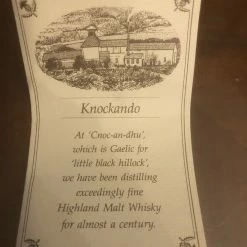 Knockando
At 'Cnoc-an-dhu',
which is Gaelic for
'little black hillock',
we have been distilling
exceedingly fine
Highland Malt Whisky
for almost a century.